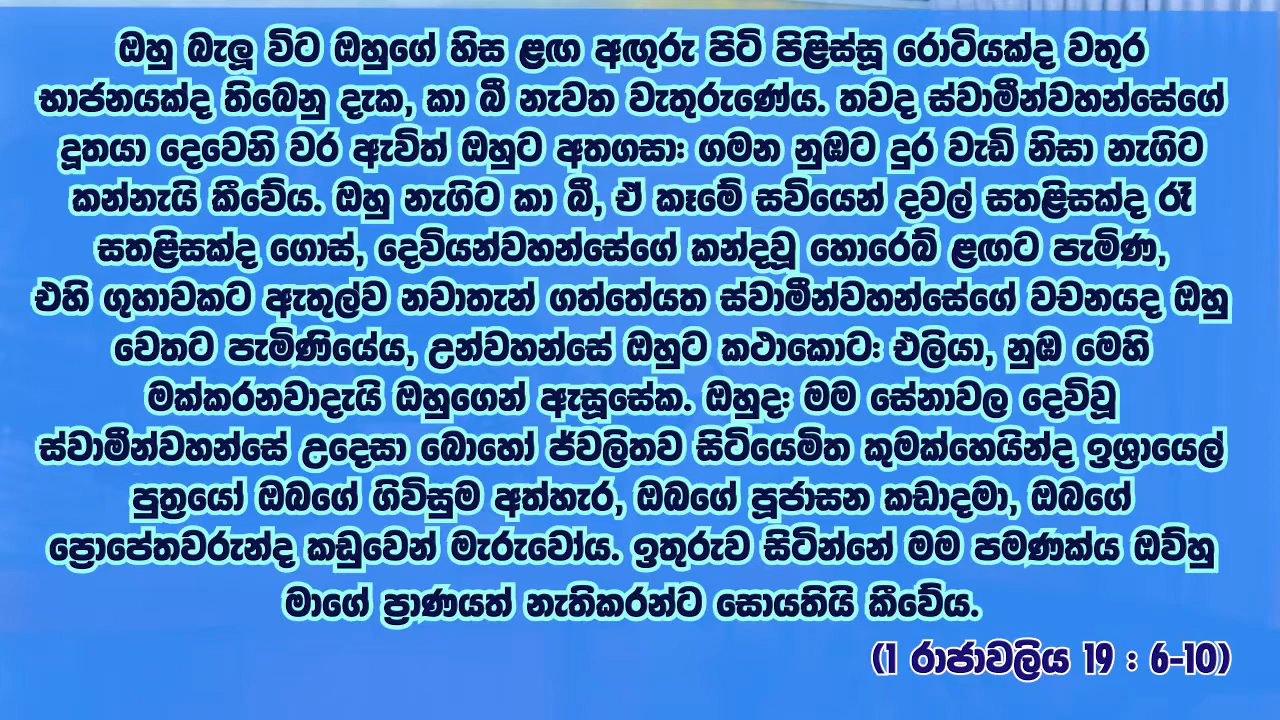 ඔහු බැලූ විට ඔහුගේ හිස ළඟ අඟුරු පිටි පිළිස්සූ රොටියක්ද වතුර
භාජනයක්ද තිබෙනු දැක, කා බී නැවත වැතුරුණේය. තවද ස්වාමීන්වහන්සේගේ
දූතයා දෙවෙනි වර ඇවිත් ඔහුට අතගසා: ගමන නුඹට දුර වැඩි නිසා නැගිට
කන්නැයි කීවේය. ඔහු නැගිට කා බී, ඒ කෑමේ සවියෙන් දවල් සතළිසක්ද රෑ
සතළිසක්ද ගොස්, දෙවියන්වහන්සේගේ කන්දවූ හොරෙබ් ළඟට පැමිණ,
එහි ගුහාවකට ඇතුල්ව නවාතැන් ගත්තේයත ස්වාමීන්වහන්සේගේ වචනයද ඔහු
වෙතට පැමිණියේය, උන්වහන්සේ ඔහුට කථාකොට: එලියා, නුඹ මෙහි
මක්කරනවාදැයි ඔහුගෙන් ඇසූසේක. ඔහුද: මම සේනාවල දෙවිවූ
ස්වාමීන්වහන්සේ උදෙසා බොහෝ ජ්වලිතව සිටියෙමිත කුමක්හෙයින්ද ඉශ්‍රායෙල්
පුත්‍රයෝ ඔබගේ ගිවිසුම අත්හැර, ඔබගේ පූජාසන කඩාදමා, ඔබගේ
ප්‍රොපේතවරුන්ද කඩුවෙන් මැරුවෝය. ඉතුරුව සිටින්නේ මම පමණක්ය ඔව්හු
මාගේ ප්‍රාණයත් නැතිකරන්ට සොයතියි කීවේය.
(1 රාජාවලිය 19 : 6-10)